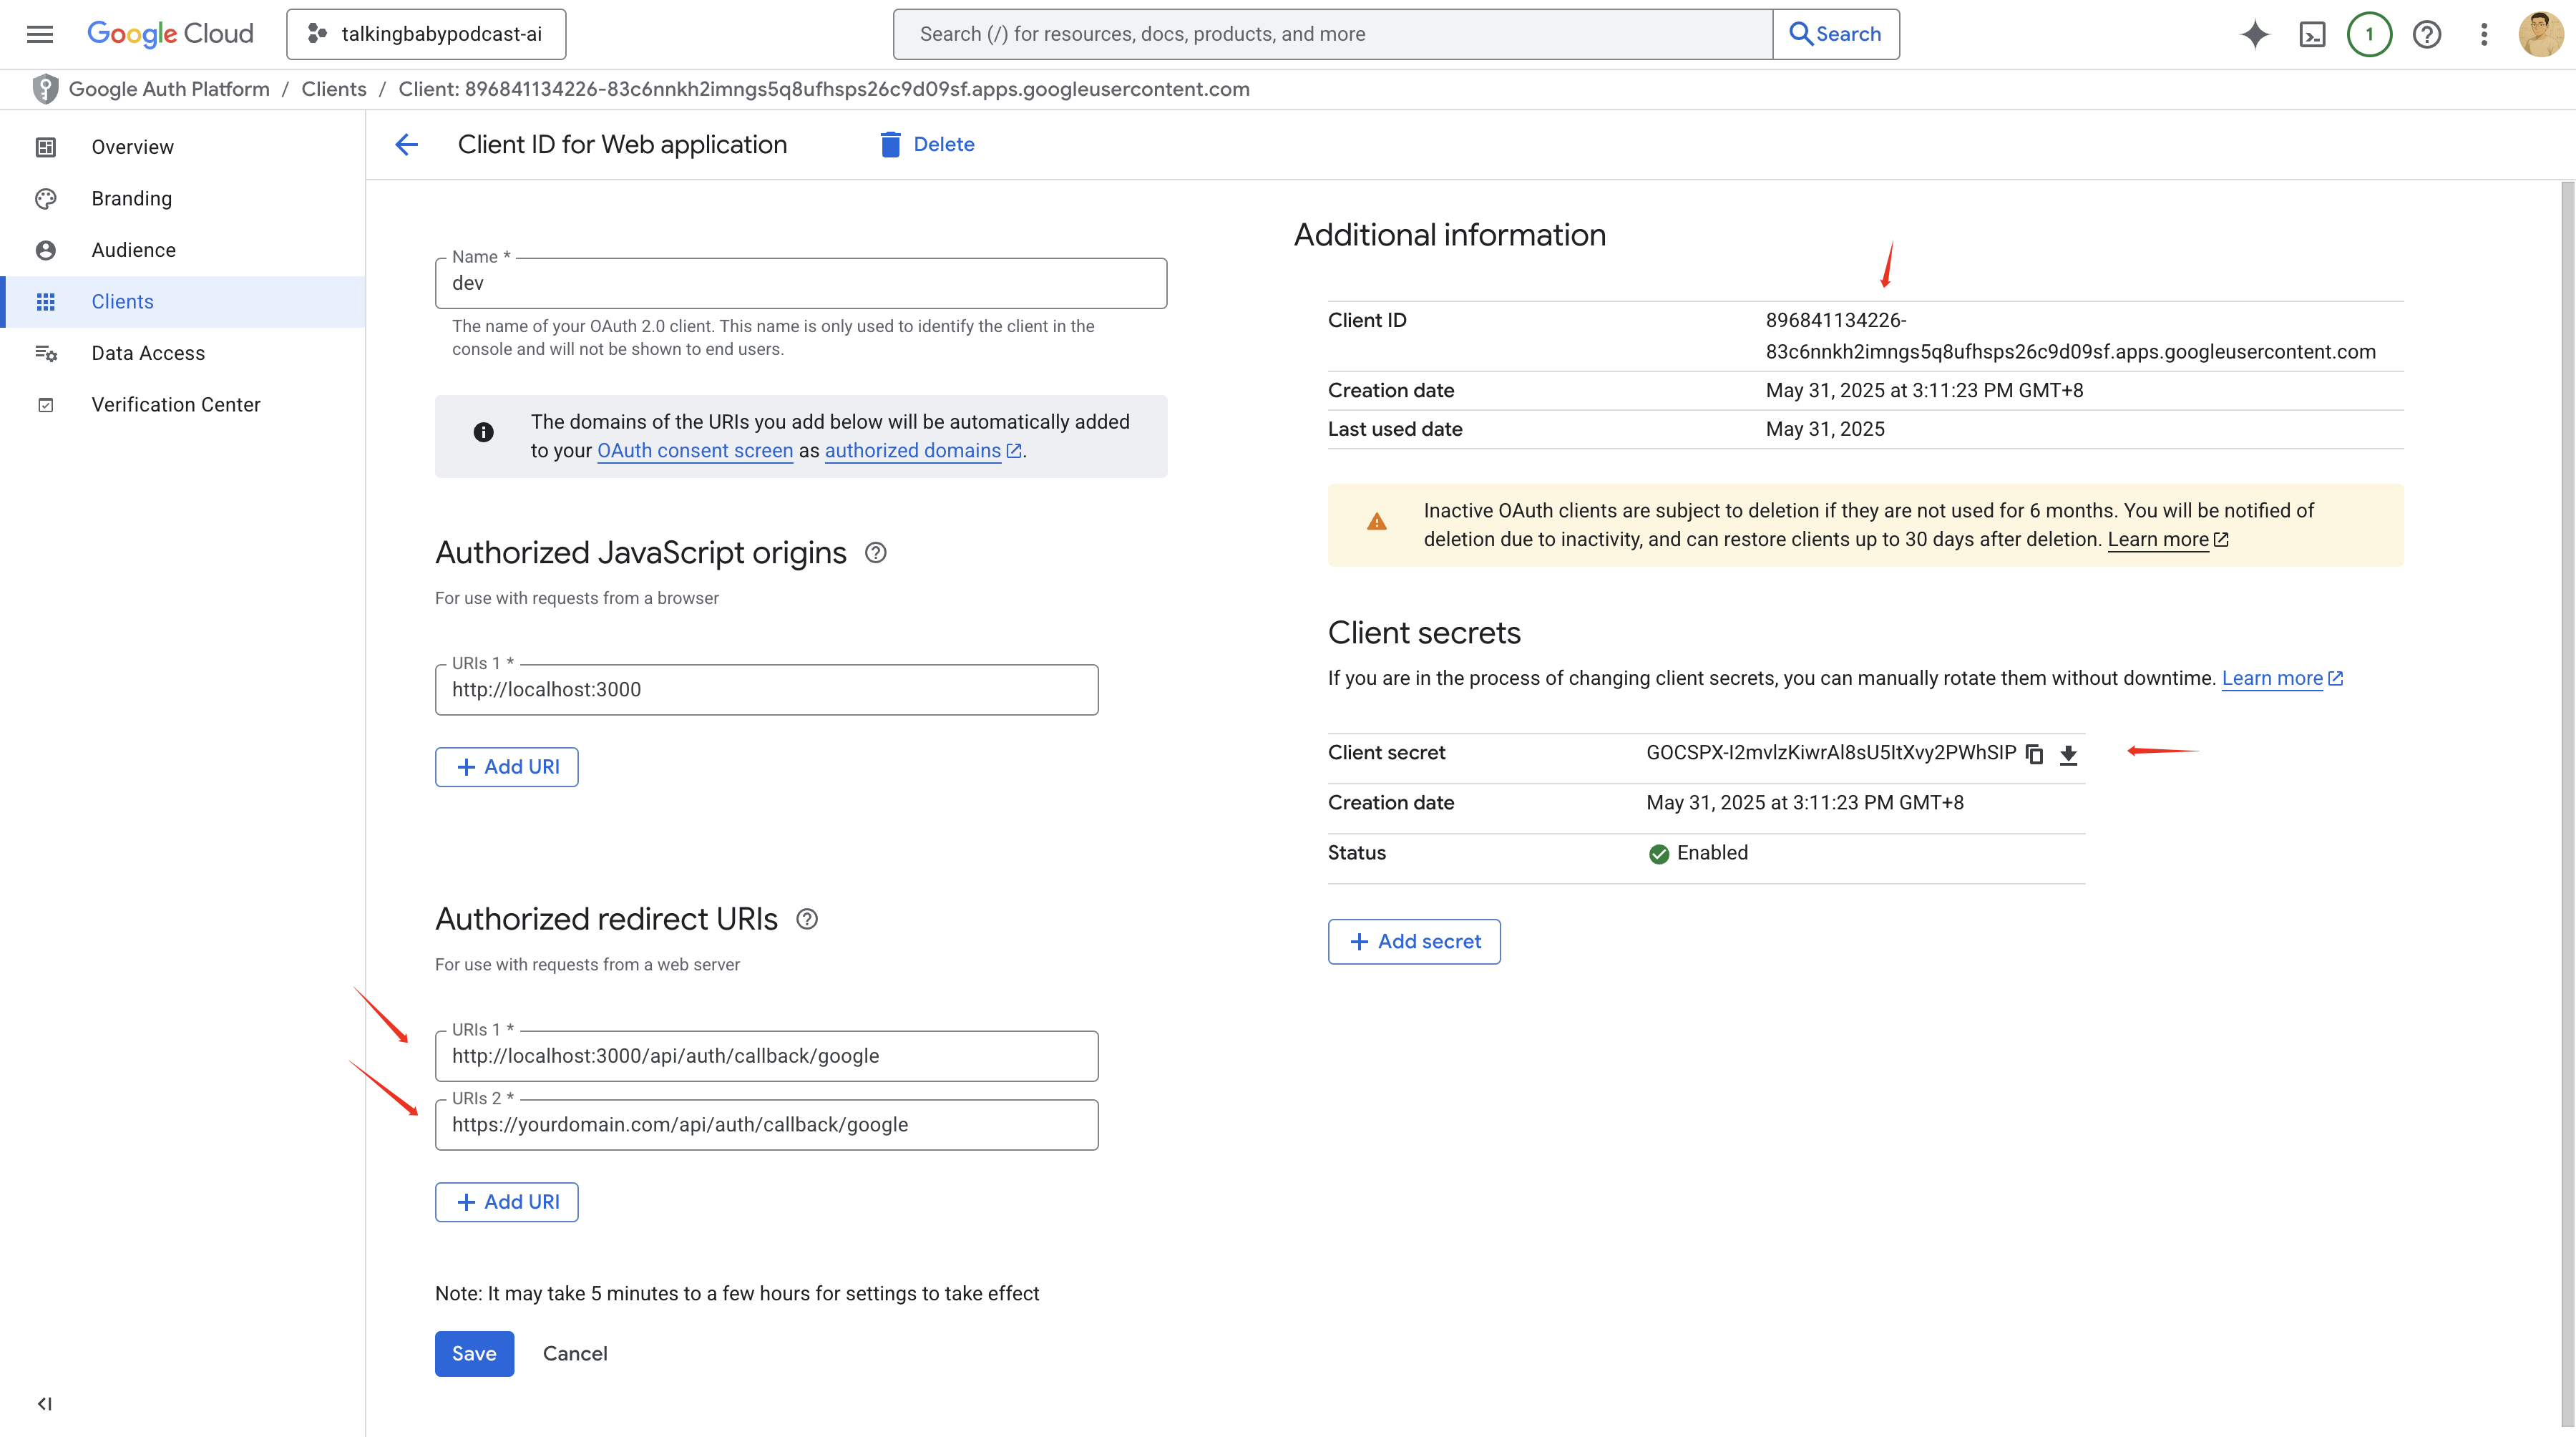 Google Cloud
talkingbabypodcast-ai
Search (/) for resources, docs, products, and more
Search
1
Google Auth Platform / Clients / Client: 896841134226-83c6nnkh2imngs5q8ufhsps26c9d09sf.apps.googleusercontent.com
Overview
Branding
Audience
Clients
Data Access
Verification Center
Client ID for Web application
Delete
Name *
dev
The name of your OAuth 2.0 client. This name is only used to identify the client in the
console and will not be shown to end users.
The domains of the URIs you add below will be automatically added
to your OAuth consent screen as authorized domains.
Authorized JavaScript origins
For use with requests from a browser
URIs 1 *
http://localhost:3000
+ Add URI
Authorized redirect URIs
For use with requests from a web server
URIs 1 *
http://localhost:3000/api/auth/callback/google
URIs 2 *
https://yourdomain.com/api/auth/callback/google
+ Add URI
Note: It may take 5 minutes to a few hours for settings to take effect
Save
Cancel
Additional information
Client ID
896841134226-
83c6nnkh2imngs5q8ufhsps26c9d09sf.apps.googleusercontent.com
Creation date
May 31, 2025 at 3:11:23 PM GMT+8
Last used date
May 31, 2025
Inactive OAuth clients are subject to deletion if they are not used for 6 months. You will be notified of
deletion due to inactivity, and can restore clients up to 30 days after deletion. Learn more
Client secrets
If you are in the process of changing client secrets, you can manually rotate them without downtime. Learn more
Client secret
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
Creation date
May 31, 2025 at 3:11:23 PM GMT+8
Status
Enabled
+ Add secret